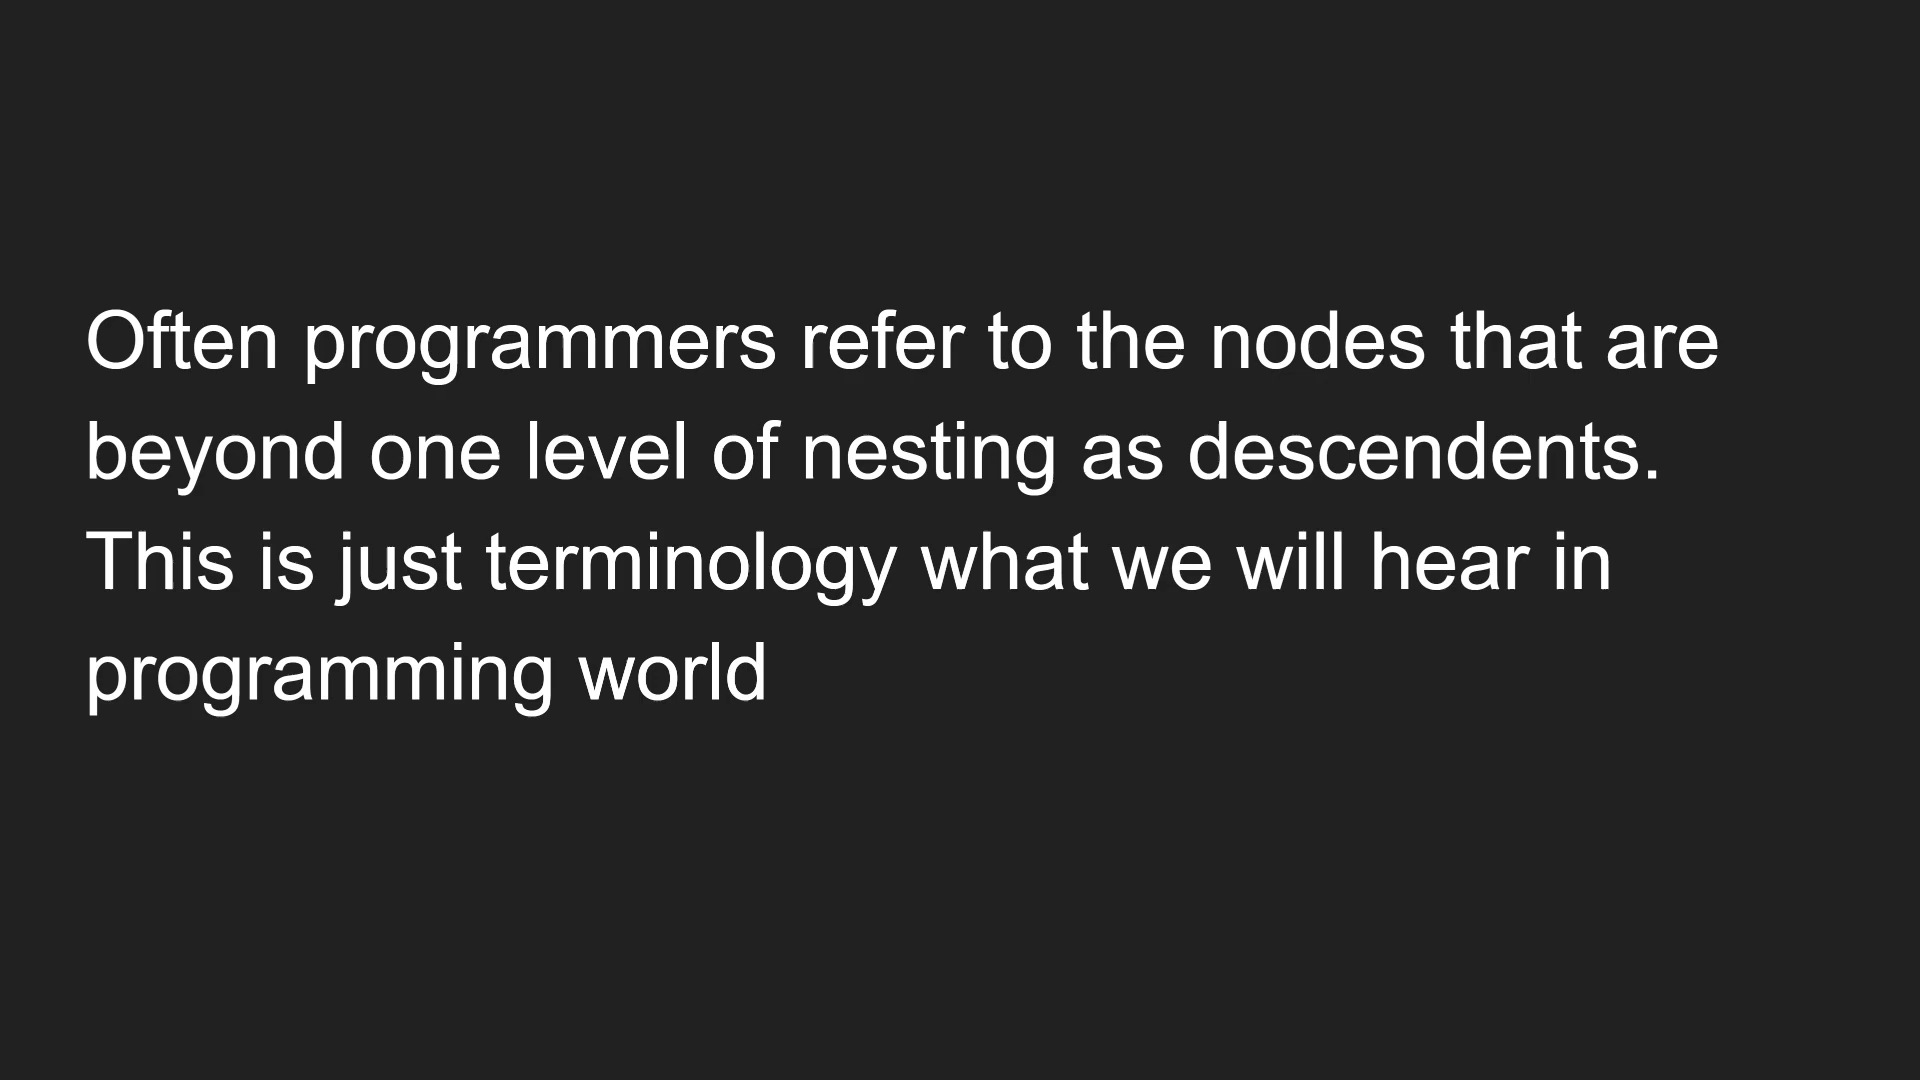 Often programmers refer to the nodes that are
beyond one level of nesting as descendents.
This is just terminology what we will hear in
programming world